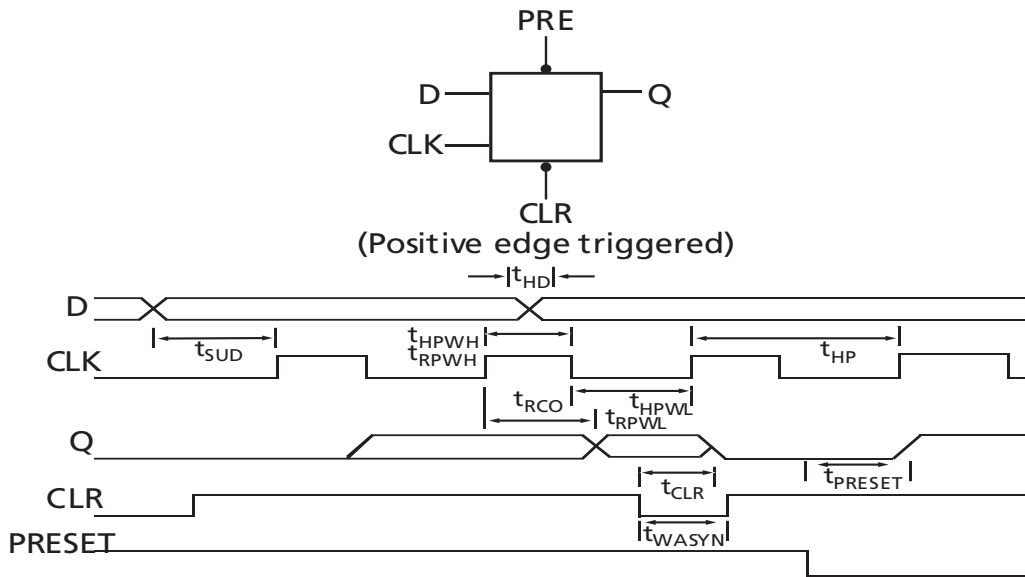 PRE
D
Q
CLK
CLR
(Positive edge triggered)
tHD
D
tHPWH
tRPWH
tSUD
tHP
CLK
tRCO
tHPWL
tRPWL
Q
tPRESET
tCLR
CLR
tWASYN
PRESET